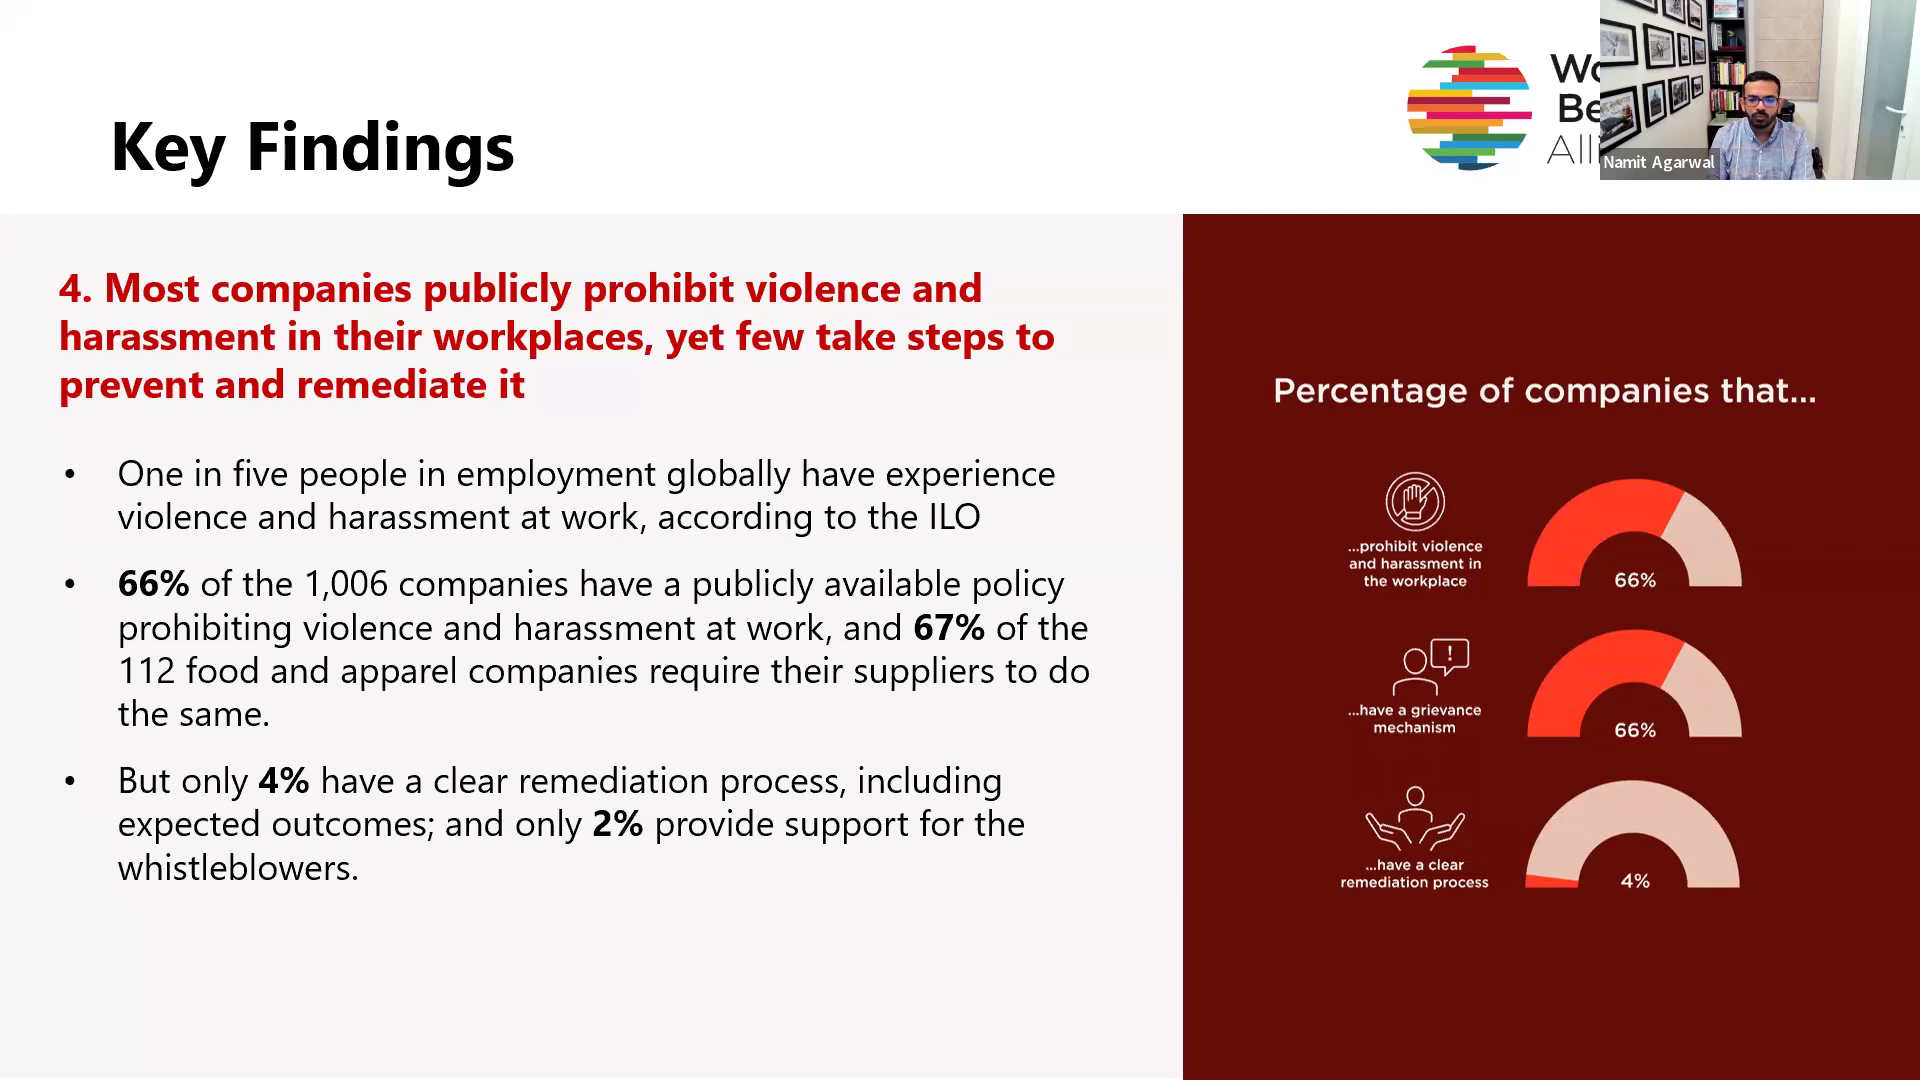 Key Findings
Namit Agarwal
4. Most companies publicly prohibit violence and
harassment in their workplaces, yet few take steps to
prevent and remediate it
• One in five people in employment globally have experience
violence and harassment at work, according to the ILO
• 66% of the 1,006 companies have a publicly available policy
prohibiting violence and harassment at work, and 67% of the
112 food and apparel companies require their suppliers to do
the same.
• But only 4% have a clear remediation process, including
expected outcomes; and only 2% provide support for the
whistleblowers.
Percentage of companies that...
...prohibit violence
and harassment in
the workplace
66%
...have a grievance
mechanism
66%
...have a clear
remediation process
4%